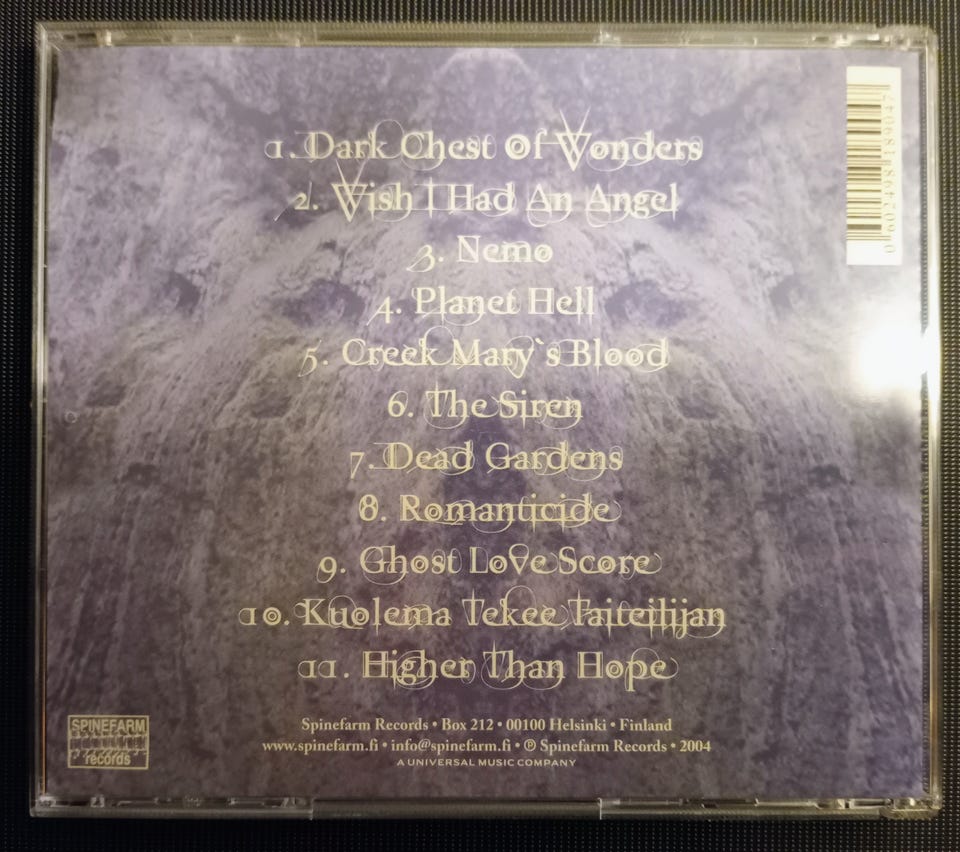 1. Dark Chest Of Wonders
2. Wish I Had An Angel
3. Nemo
4. Planet Hell
5. Creek Mary`s Blood
6. The Siren
7. Dead Gardens
8. Romanticide
9. Ghost Love Score
10. Kuolema Tekee Taiteilijan
11. Higher Than Hope
SPINEFARM
records
Spinefarm Records • Box 212 • 00100 Helsinki • Finland
www.spinefarm.fi • info@spinefarm.fi • ℗ Spinefarm Records • 2004
A UNIVERSAL MUSIC COMPANY